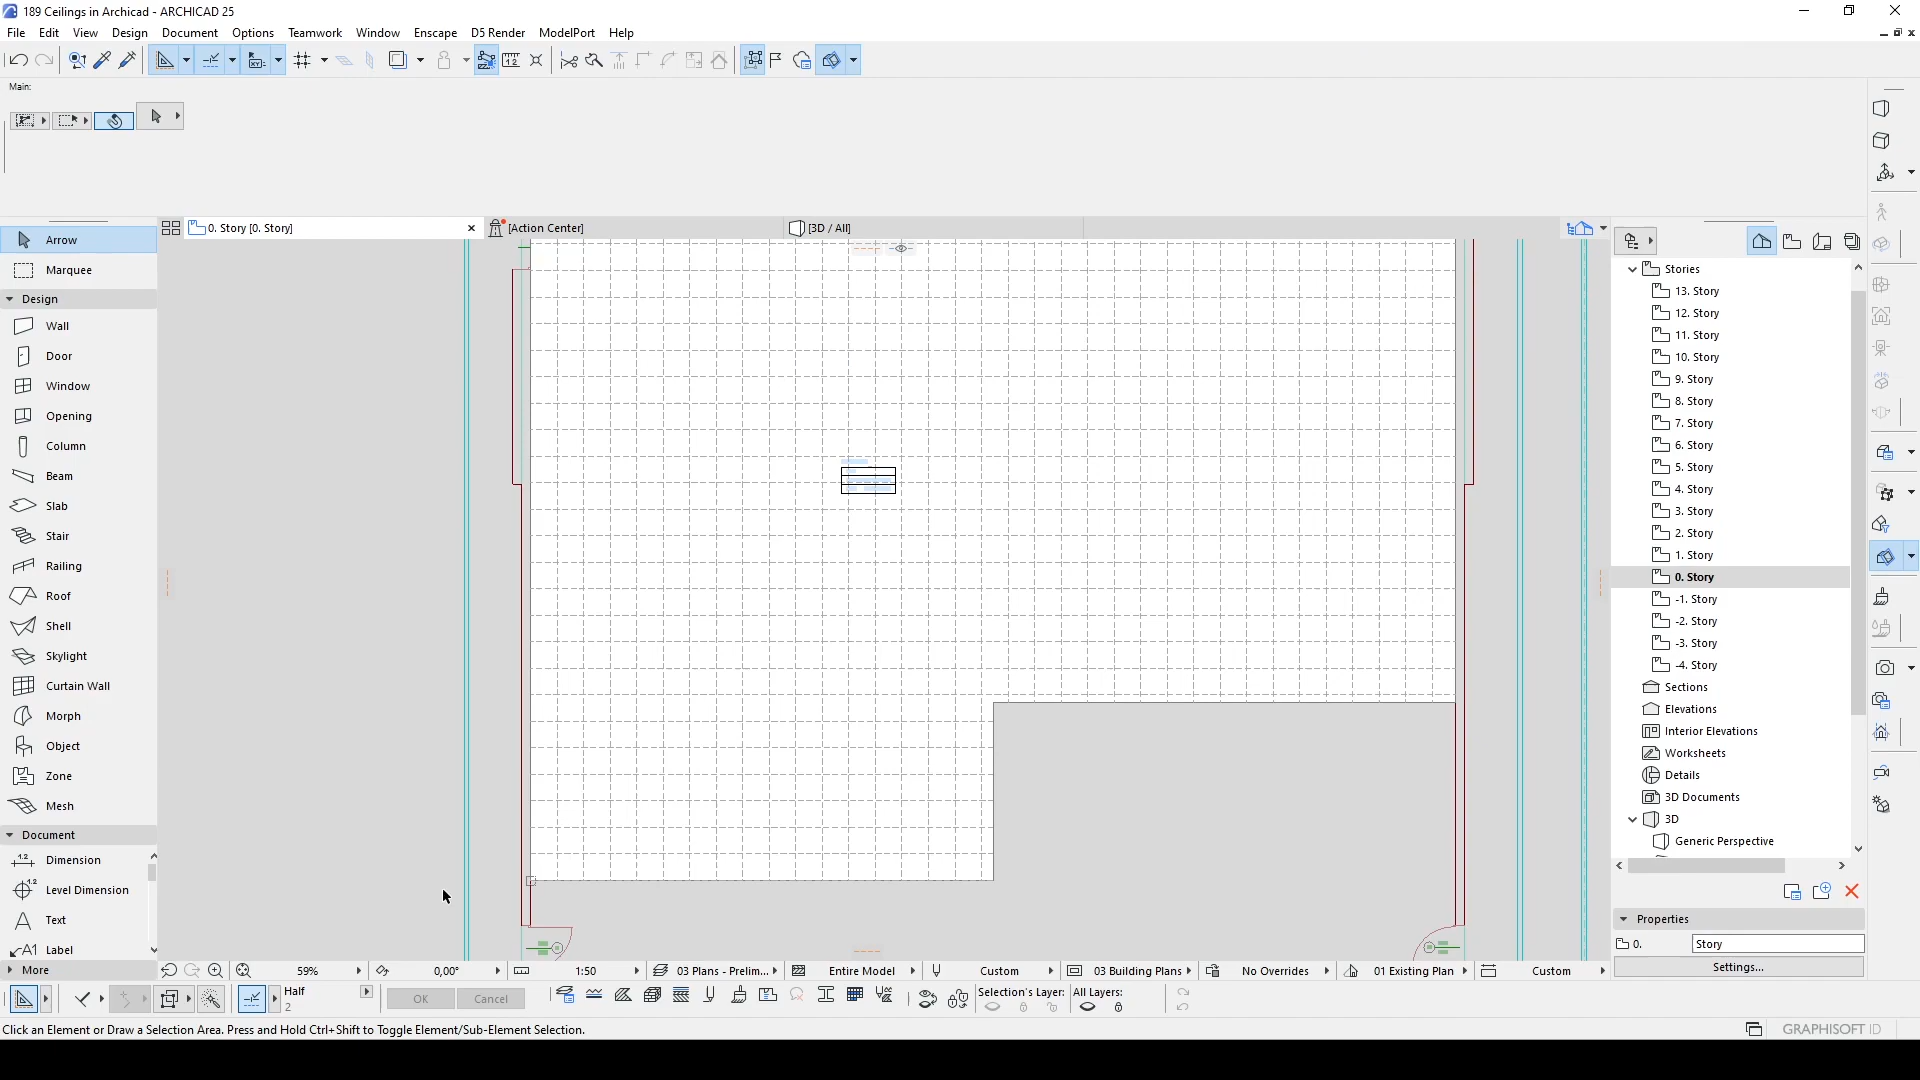 189 Ceilings in Archicad - ARCHICAD 25
File Edit View Design Document Options Teamwork Window Enscape D5 Render ModelPort Help
Main:
0. Story [0. Story]
[Action Center]
[3D / All]
Arrow
Marquee
Design
Wall
Door
Window
Opening
Column
Beam
Slab
Stair
Railing
Roof
Shell
Skylight
Curtain Wall
Morph
Object
Zone
Mesh
Document
1.2 Dimension
1.2 Level Dimension
Text
A1 Label
More
Stories
13. Story
12. Story
11. Story
10. Story
9. Story
8. Story
7. Story
6. Story
5. Story
4. Story
3. Story
2. Story
1. Story
0. Story
-1. Story
-2. Story
-3. Story
-4. Story
Sections
Elevations
Interior Elevations
Worksheets
Details
3D Documents
3D
Generic Perspective
Properties
0. Story
Settings...
59% 0,00° 1:50 03 Plans - Prelim... Entire Model Custom 03 Building Plans No Overrides 01 Existing Plan Custom
Half
2
OK Cancel
Selection's Layer: All Layers:
Click an Element or Draw a Selection Area. Press and Hold Ctrl+Shift to Toggle Element/Sub-Element Selection.
GRAPHISOFT ID